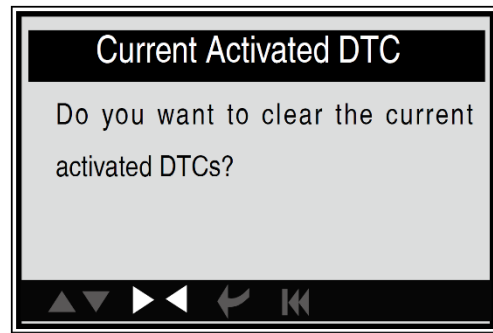 Current Activated DTC
Do you want to clear the current
activated DTCs?